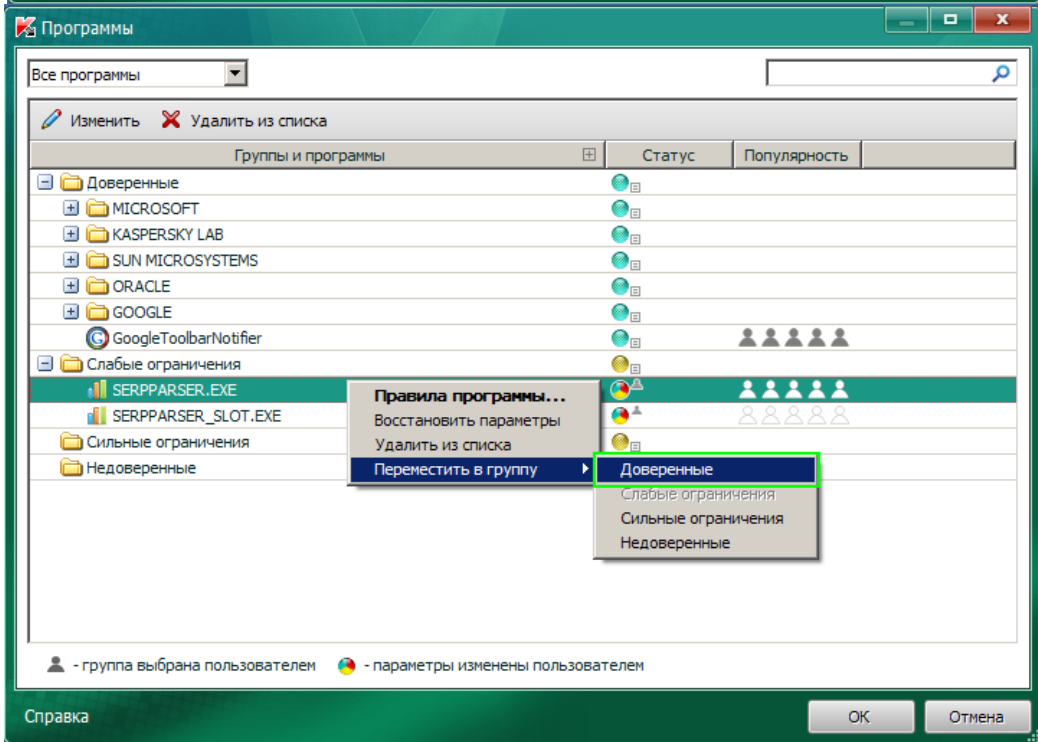 Программы
Все программы
Изменить Удалить из списка
Группы и программы Статус Популярность
Доверенные
MICROSOFT
KASPERSKY LAB
SUN MICROSYSTEMS
ORACLE
GOOGLE
GoogleToolbarNotifier
Слабые ограничения
SERPPARSER.EXE
SERPPARSER_SLOT.EXE
Сильные ограничения
Недоверенные
Правила программы...
Восстановить параметры
Удалить из списка
Переместить в группу
Доверенные
Слабые ограничения
Сильные ограничения
Недоверенные
- группа выбрана пользователем - параметры изменены пользователем
Справка ОК Отмена